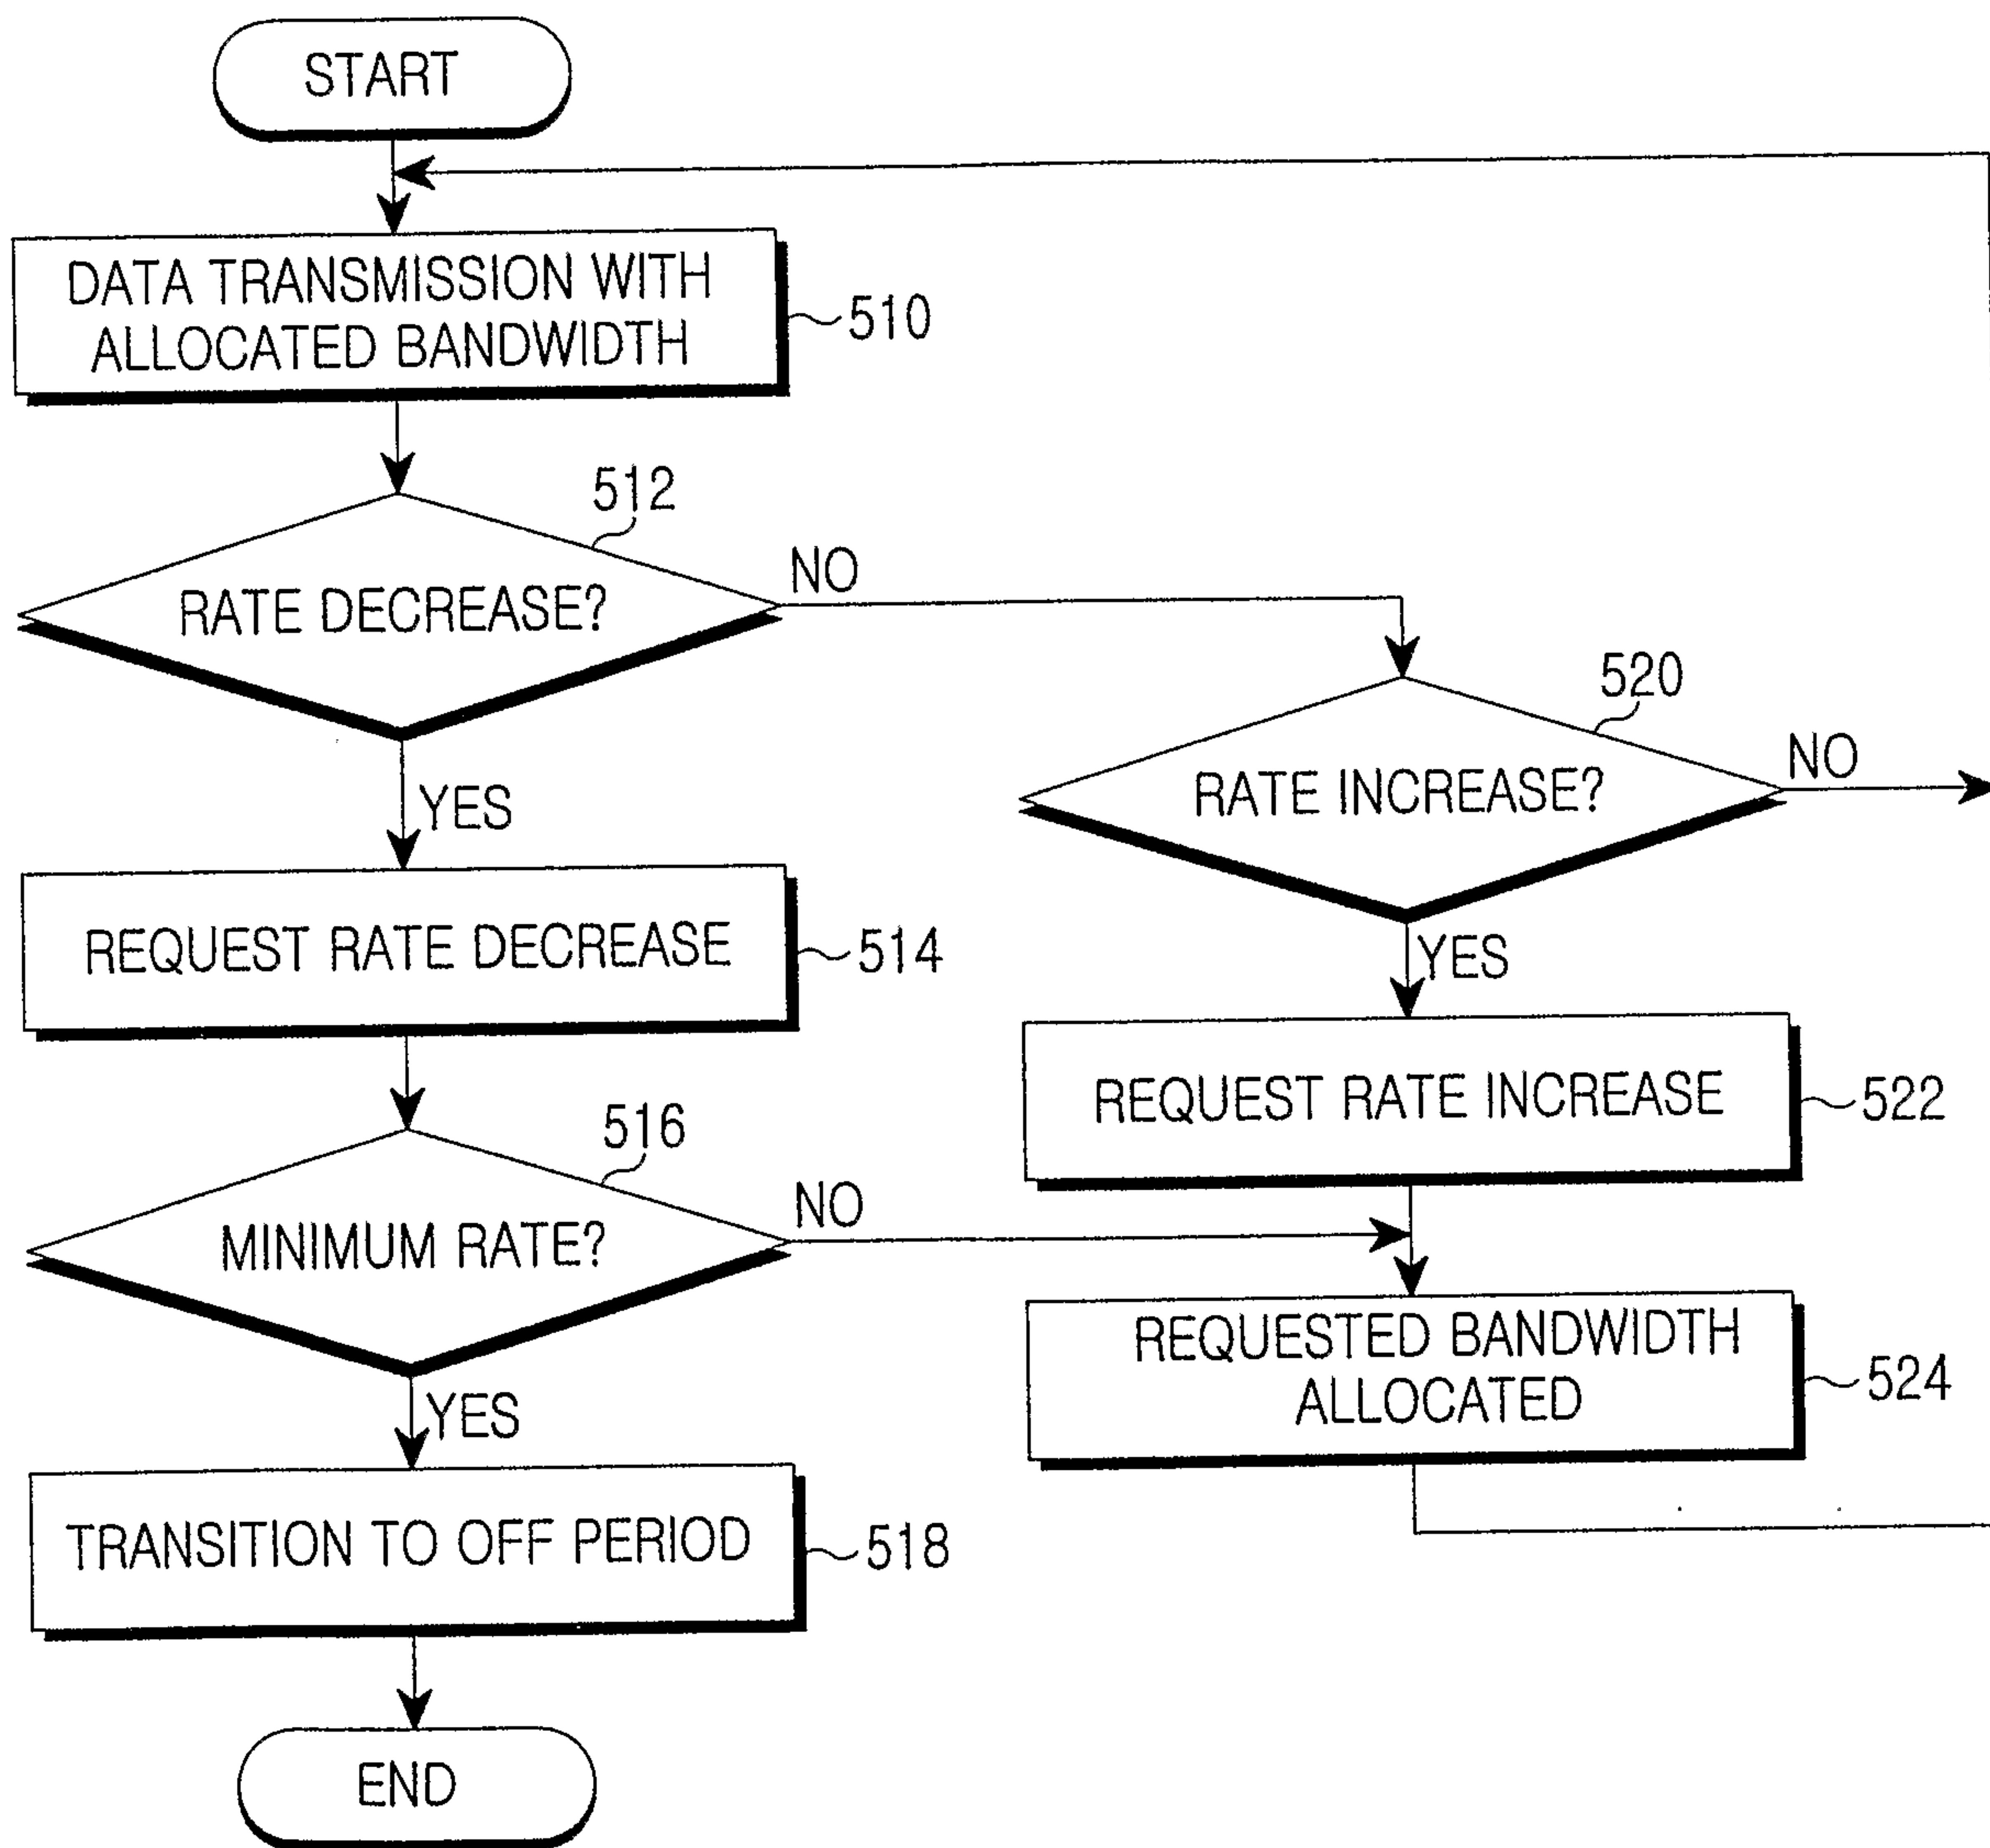 START
DATA TRANSMISSION WITH
ALLOCATED BANDWIDTH
510
512
RATE DECREASE?
NO
YES
520
RATE INCREASE?
NO
YES
REQUEST RATE DECREASE
514
REQUEST RATE INCREASE
522
516
MINIMUM RATE?
NO
YES
REQUESTED BANDWIDTH
ALLOCATED
524
TRANSITION TO OFF PERIOD
518
END